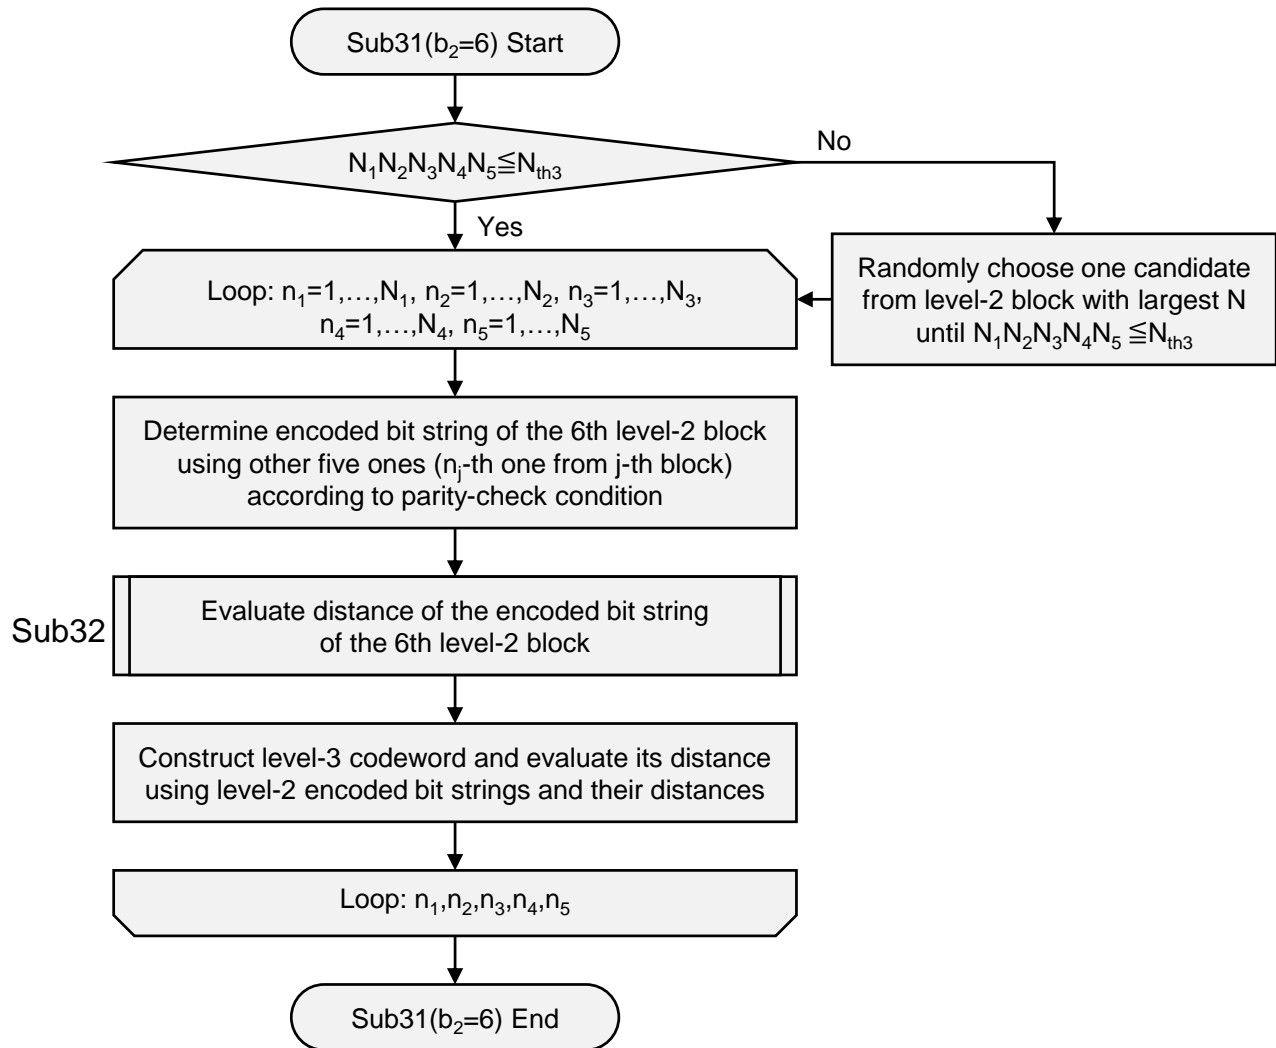 Sub31(b₂=6) Start
N₁N₂N₃N₄N₅≦Nₜₕ₃
No
Yes
Loop: n₁=1,…,N₁, n₂=1,…,N₂, n₃=1,…,N₃,
n₄=1,…,N₄, n₅=1,…,N₅
Randomly choose one candidate
from level-2 block with largest N
until N₁N₂N₃N₄N₅ ≦Nₜₕ₃
Determine encoded bit string of the 6th level-2 block
using other five ones (nⱼ-th one from j-th block)
according to parity-check condition
Sub32
Evaluate distance of the encoded bit string
of the 6th level-2 block
Construct level-3 codeword and evaluate its distance
using level-2 encoded bit strings and their distances
Loop: n₁,n₂,n₃,n₄,n₅
Sub31(b₂=6) End